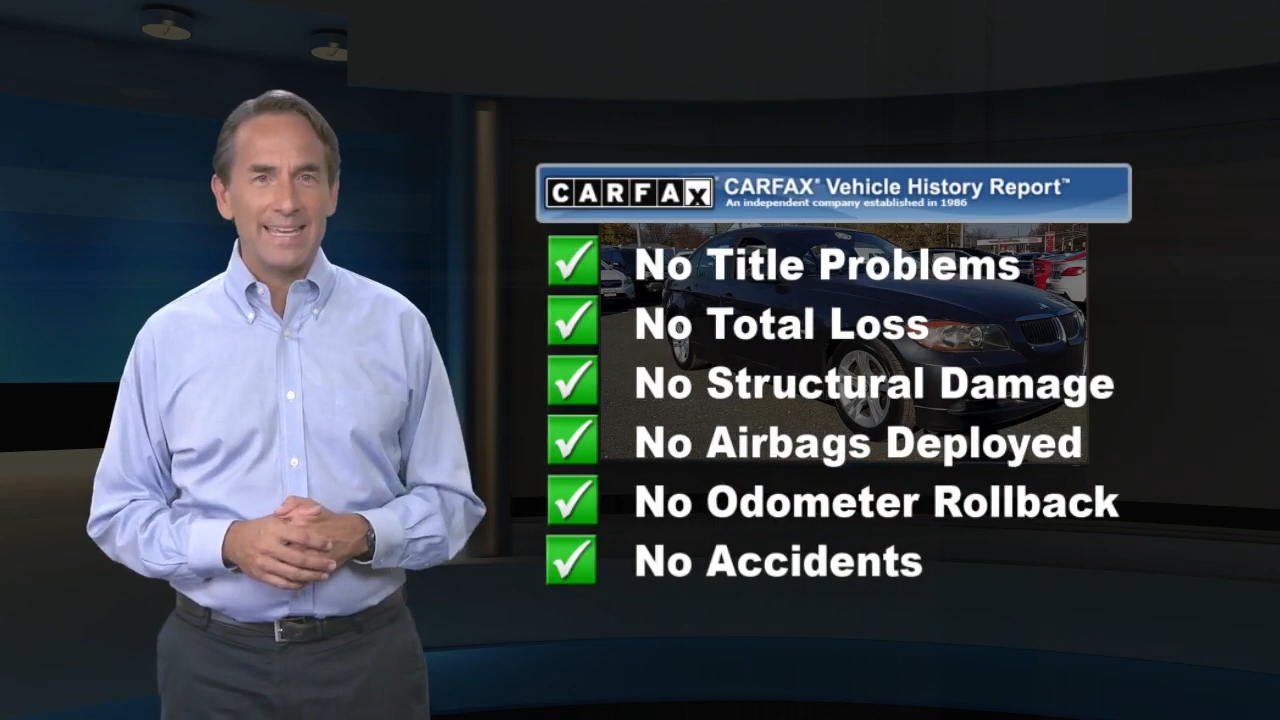 CARFAX
CARFAX® Vehicle History Report™
An independent company established in 1986
No Title Problems
No Total Loss
No Structural Damage
No Airbags Deployed
No Odometer Rollback
No Accidents